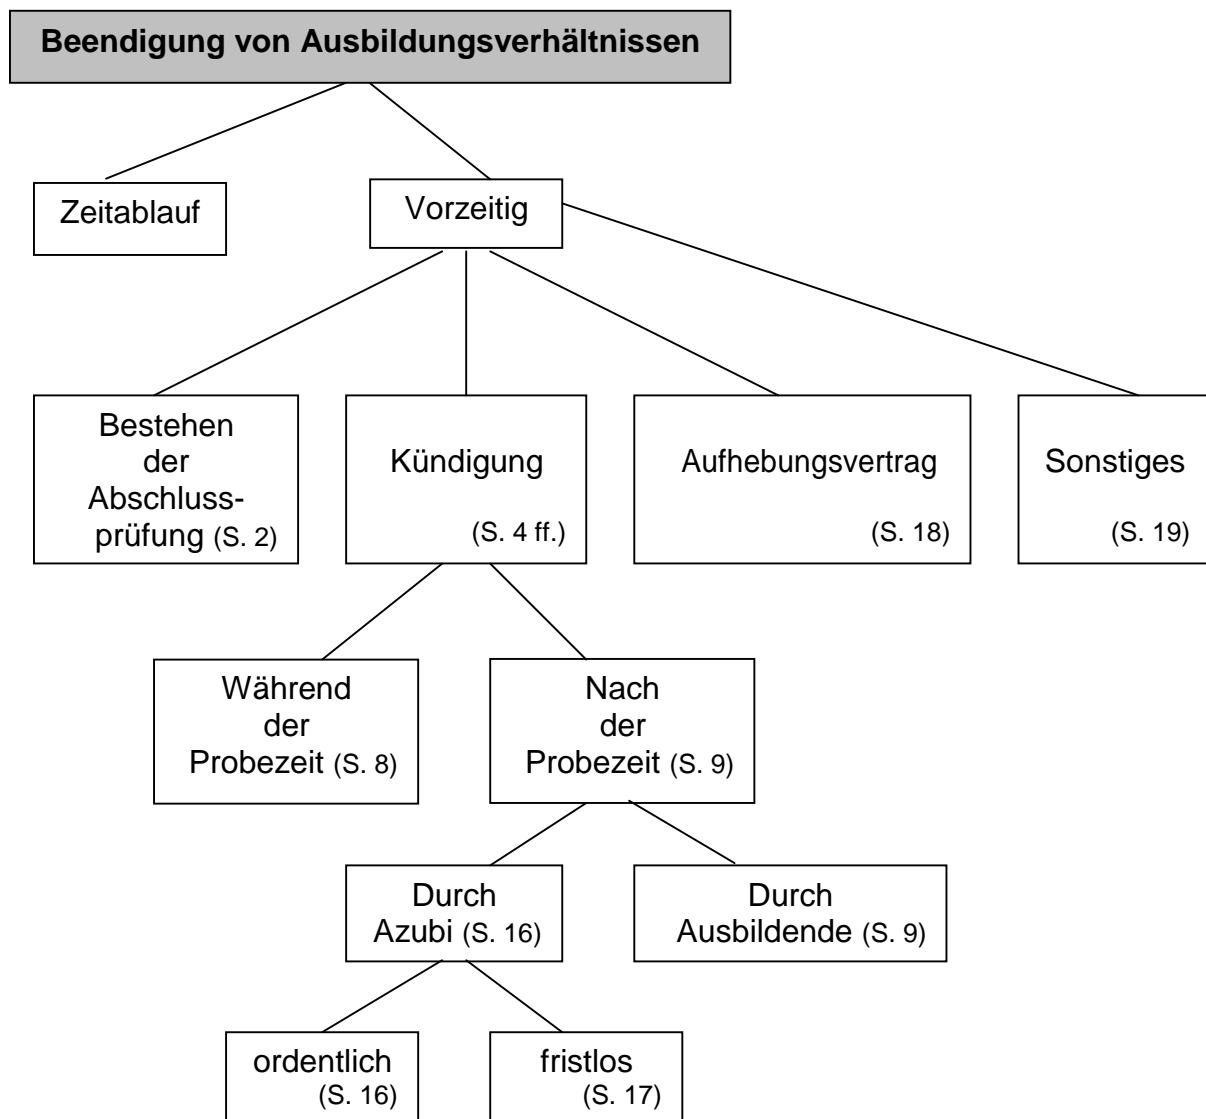 Beendigung von Ausbildungsverhältnissen
Zeitablauf
Vorzeitig
Bestehen
der
Abschluss-
prüfung (S. 2)
Kündigung
(S. 4 ff.)
Aufhebungsvertrag
(S. 18)
Sonstiges
(S. 19)
Während
der
Probezeit (S. 8)
Nach
der
Probezeit (S. 9)
Durch
Azubi (S. 16)
Durch
Ausbildende (S. 9)
ordentlich
(S. 16)
fristlos
(S. 17)